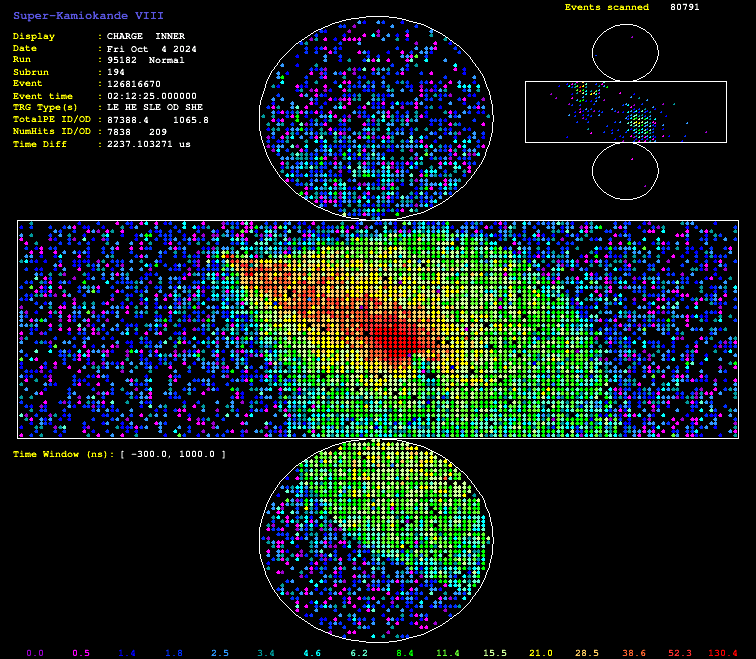 Super-Kamiokande VIII
Events scanned 80791
Display : CHARGE INNER
Date : Fri Oct 4 2024
Run : 95182 Normal
Subrun : 194
Event : 126816670
Event time : 02:12:25.000000
TRG Type(s) : LE HE SLE OD SHE
TotalPE ID/OD : 87388.4 1065.8
NumHits ID/OD : 7838 209
Time Diff : 2237.103271 us
Time Window (ns): [ -300.0, 1000.0 ]
0.0 0.5 1.4 1.8 2.5 3.4 4.6 6.2 8.4 11.4 15.5 21.0 28.5 38.6 52.3 130.4